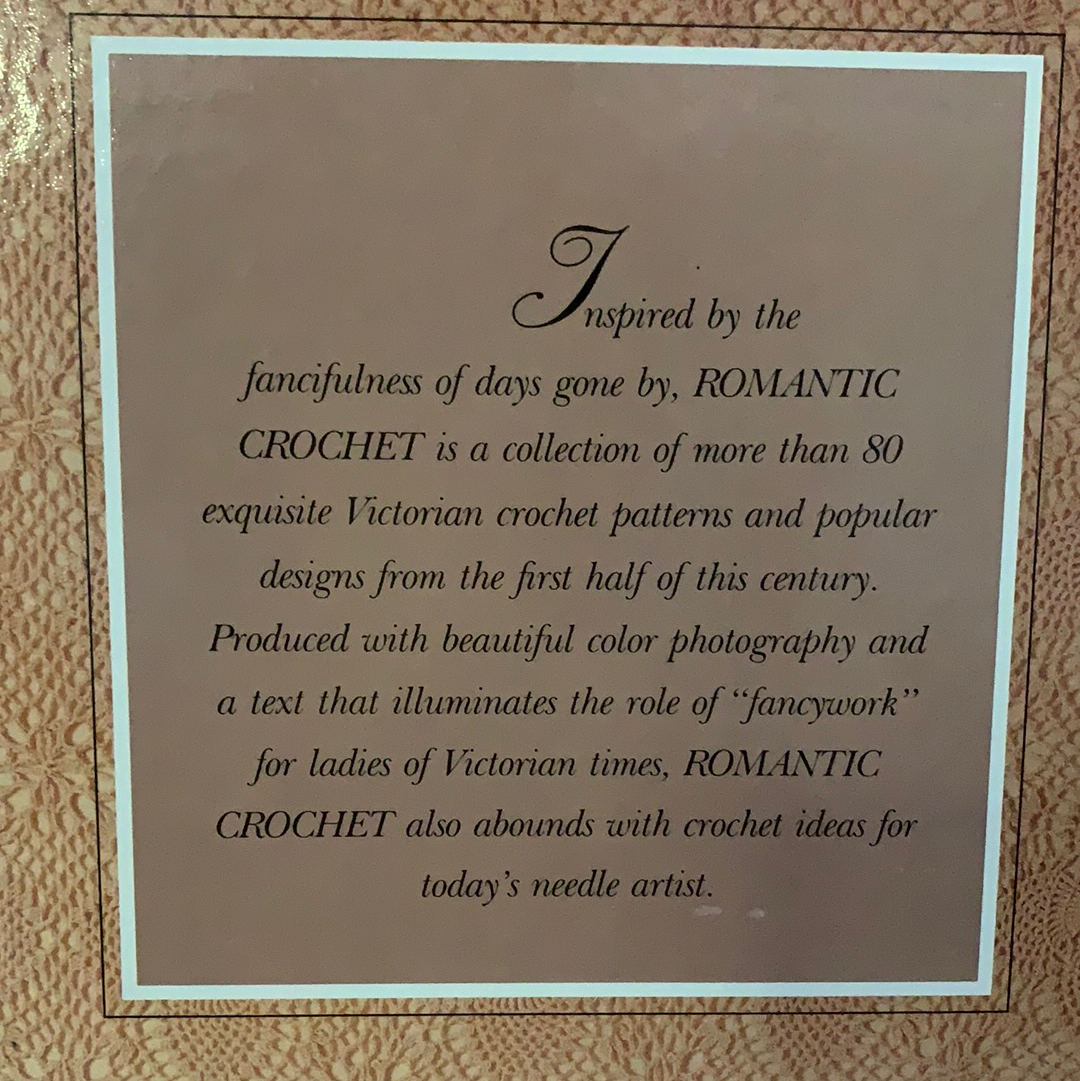 Inspired by the
fancifulness of days gone by, ROMANTIC
CROCHET is a collection of more than 80
exquisite Victorian crochet patterns and popular
designs from the first half of this century.
Produced with beautiful color photography and
a text that illuminates the role of “fancywork”
for ladies of Victorian times, ROMANTIC
CROCHET also abounds with crochet ideas for
today’s needle artist.